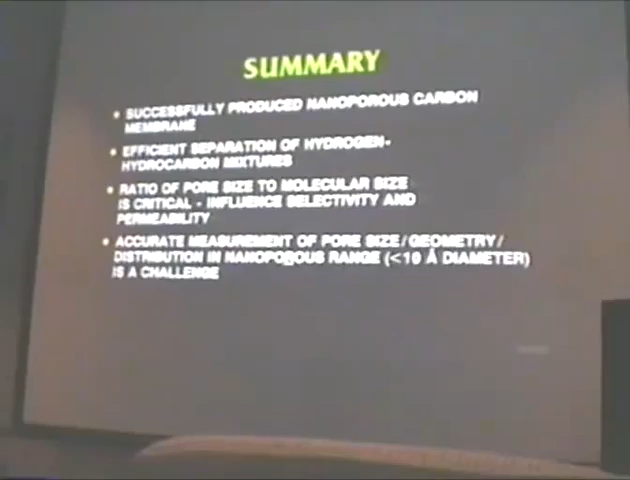 SUMMARY
• SUCCESSFULLY PRODUCED NANOPOROUS CARBON
MEMBRANE
• EFFICIENT SEPARATION OF HYDROGEN-
HYDROCARBON MIXTURES
• RATIO OF PORE SIZE TO MOLECULAR SIZE
IS CRITICAL - INFLUENCE SELECTIVITY AND
PERMEABILITY
• ACCURATE MEASUREMENT OF PORE SIZE/GEOMETRY/
DISTRIBUTION IN NANOPOROUS RANGE (<10 Å DIAMETER)
IS A CHALLENGE